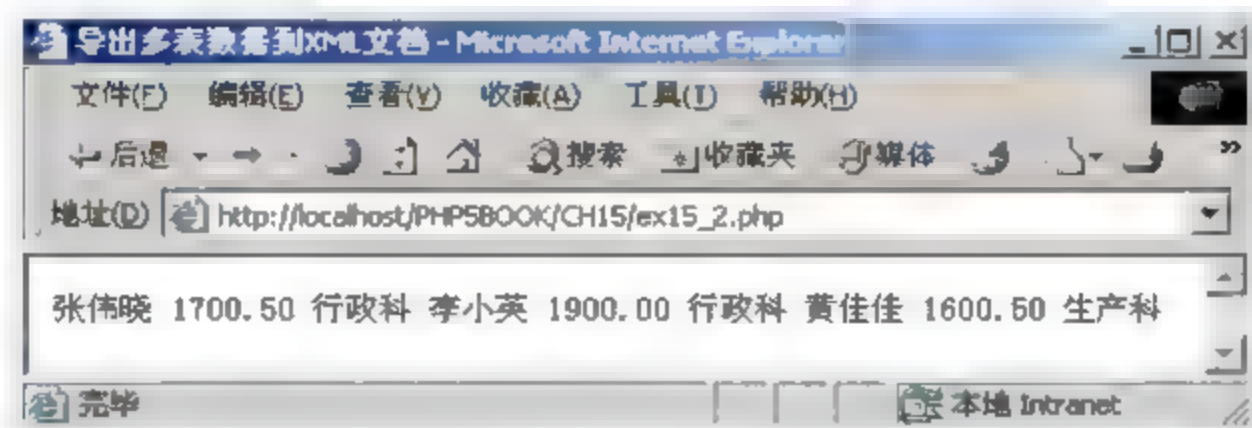 导出多表数据到XML文档 - Microsoft Internet Explorer
文件(F) 编辑(E) 查看(V) 收藏(A) 工具(T) 帮助(H)
后退 搜索 收藏夹 媒体 »
地址(D) http://localhost/PHP5BOOK/CH15/ex15_2.php
张伟晓 1700.50 行政科 李小英 1900.00 行政科 黄佳佳 1600.50 生产科
完毕 本地 Intranet